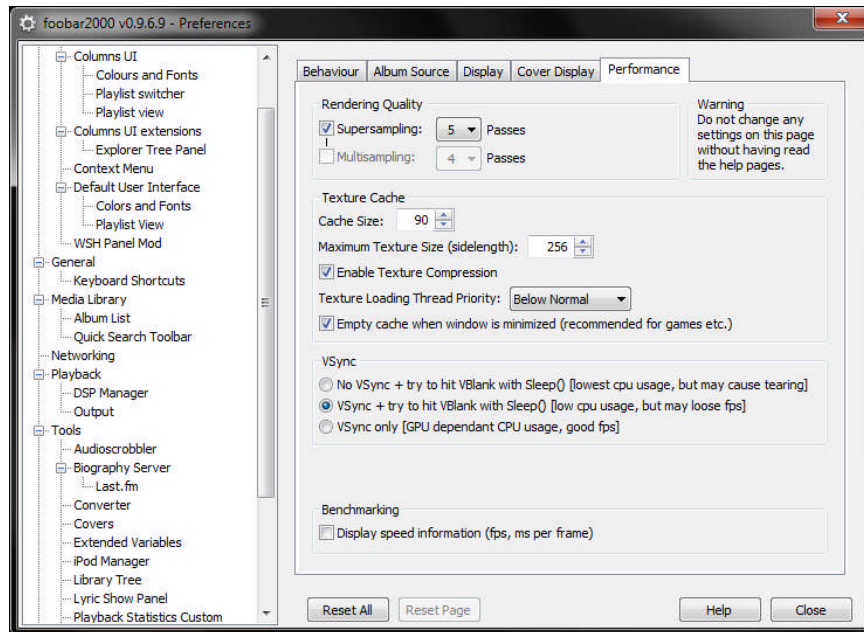 foobar2000 v0.9.6.9 - Preferences
Columns UI
Colours and Fonts
Playlist switcher
Playlist view
Columns UI extensions
Explorer Tree Panel
Context Menu
Default User Interface
Colors and Fonts
Playlist View
WSH Panel Mod
General
Keyboard Shortcuts
Media Library
Album List
Quick Search Toolbar
Networking
Playback
DSP Manager
Output
Tools
Audioscrobbler
Biography Server
Last.fm
Converter
Covers
Extended Variables
iPod Manager
Library Tree
Lyric Show Panel
Playback Statistics Custom
Behaviour Album Source Display Cover Display Performance
Rendering Quality
Supersampling: 5 Passes
Multisampling: 4 Passes
Warning
Do not change any
settings on this page
without having read
the help pages.
Texture Cache
Cache Size: 90
Maximum Texture Size (sidelength): 256
Enable Texture Compression
Texture Loading Thread Priority: Below Normal
Empty cache when window is minimized (recommended for games etc.)
VSync
No VSync + try to hit VBlank with Sleep() [lowest cpu usage, but may cause tearing]
VSync + try to hit VBlank with Sleep() [low cpu usage, but may loose fps]
VSync only [GPU dependant CPU usage, good fps]
Benchmarking
Display speed information (fps, ms per frame)
Reset All Reset Page Help Close